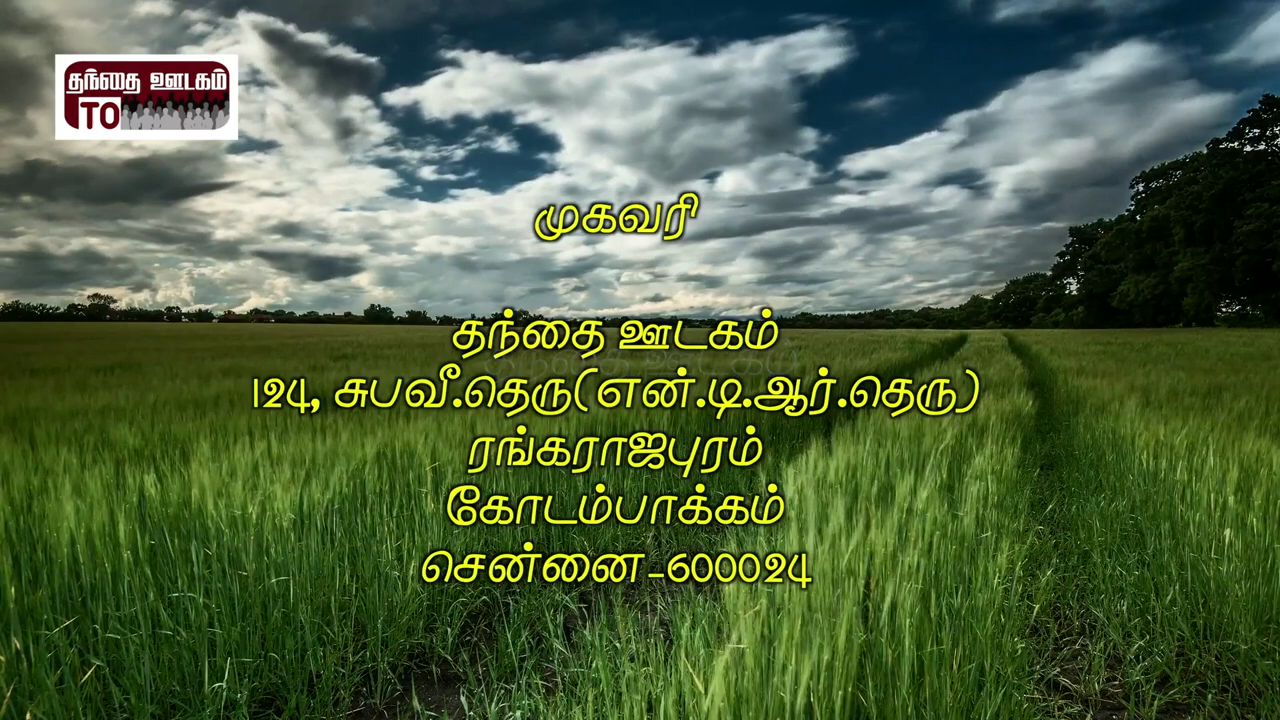 தந்தை ஊடகம்
TO
முகவரி
தந்தை ஊடகம்
124, சுபவீ.தெரு(என்.டி.ஆர்.தெரு)
ரங்கராஜபுரம்
கோடம்பாக்கம்
சென்னை-600024